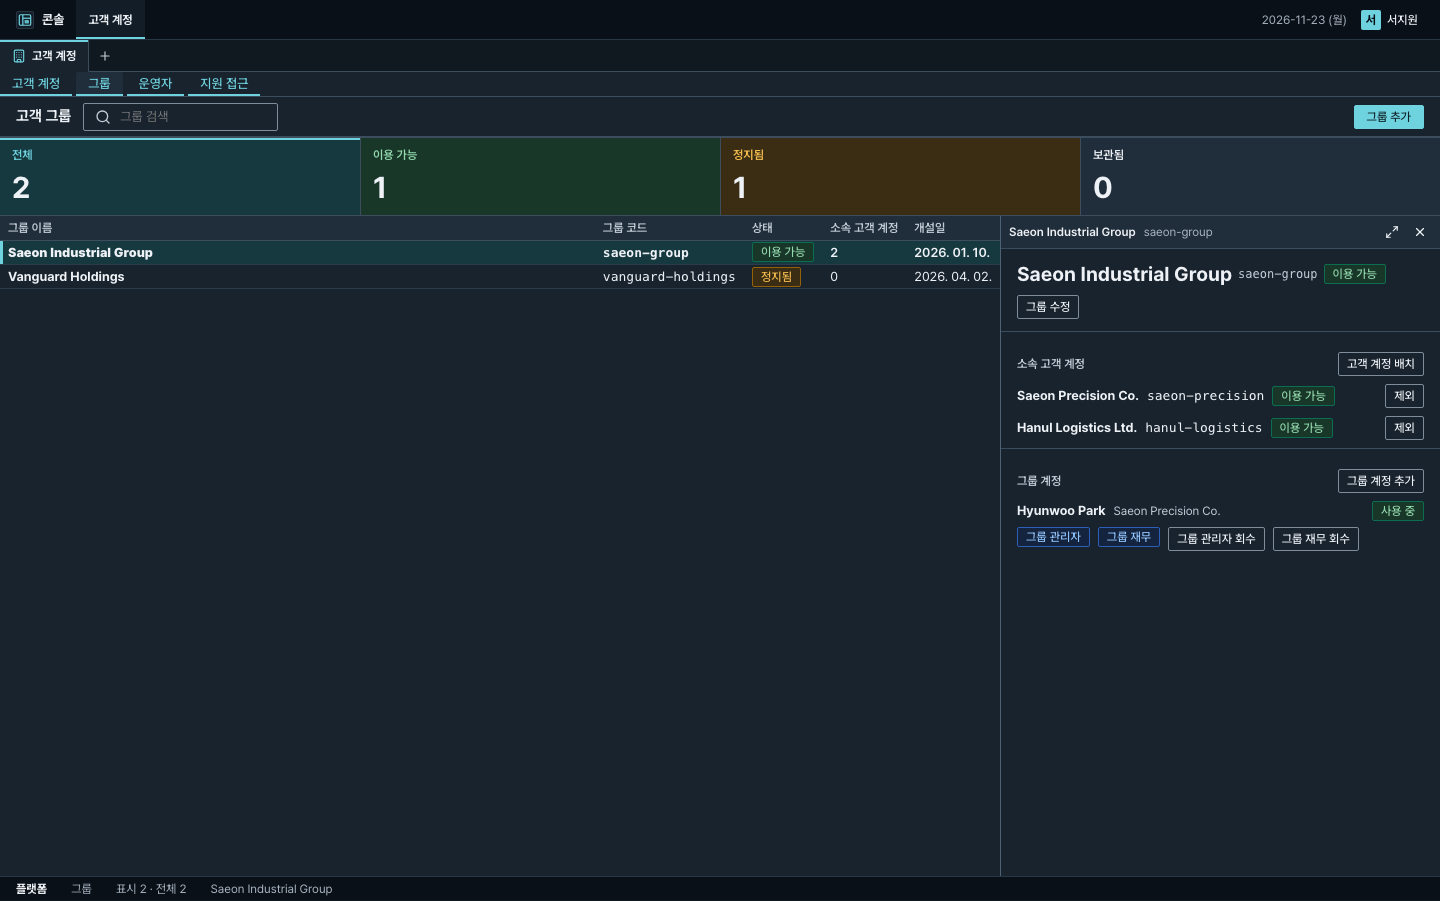 콘솔 고객 계정 2026-11-23 (월) 서 서지원
고객 계정
고객 계정 그룹 운영자 지원 접근
고객 그룹 그룹 검색 그룹 추가
전체 이용 가능 정지됨 보관됨
2 1 1 0
그룹 이름 그룹 코드 상태 소속 고객 계정 개설일
Saeon Industrial Group saeon-group 이용 가능 2 2026. 01. 10.
Vanguard Holdings vanguard-holdings 정지됨 0 2026. 04. 02.
Saeon Industrial Group saeon-group
Saeon Industrial Group saeon-group 이용 가능
그룹 수정
소속 고객 계정 고객 계정 배치
Saeon Precision Co. saeon-precision 이용 가능 제외
Hanul Logistics Ltd. hanul-logistics 이용 가능 제외
그룹 계정 그룹 계정 추가
Hyunwoo Park Saeon Precision Co. 사용 중
그룹 관리자 그룹 재무 그룹 관리자 회수 그룹 재무 회수
플랫폼 그룹 표시 2 · 전체 2 Saeon Industrial Group